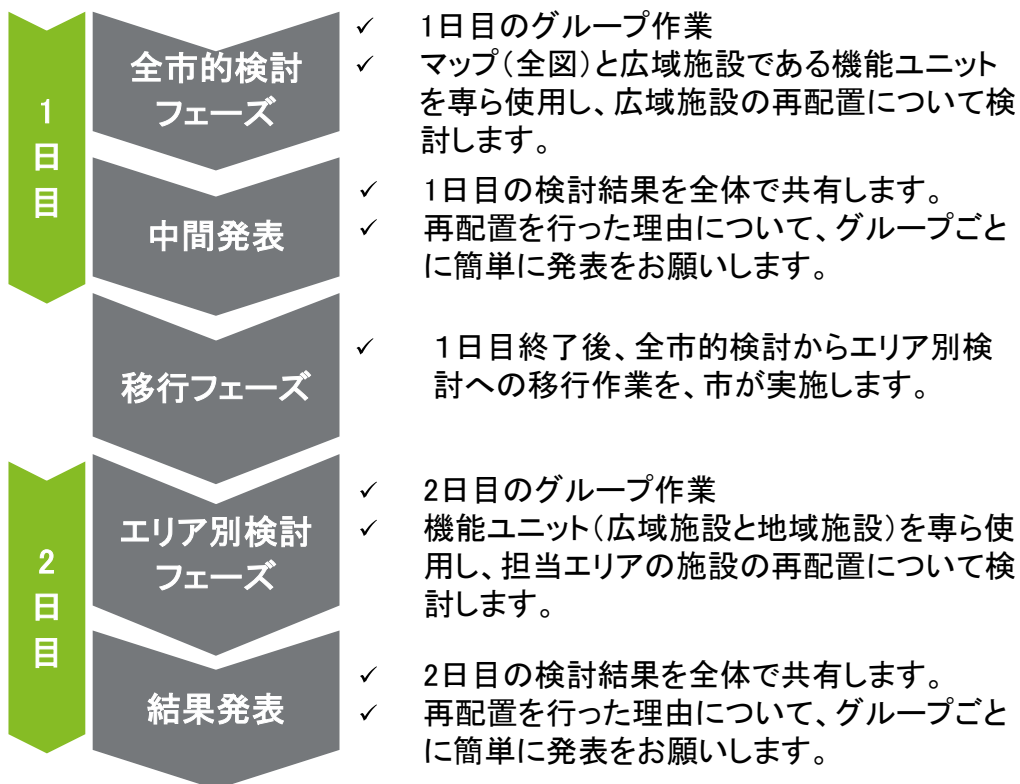 1日目
全市的検討
フェーズ
✓ 1日目のグループ作業
✓ マップ（全図）と広域施設である機能ユニット
を専ら使用し、広域施設の再配置について検
討します。
中間発表
✓ 1日目の検討結果を全体で共有します。
✓ 再配置を行った理由について、グループごと
に簡単に発表をお願いします。
移行フェーズ
✓ １日目終了後、全市的検討からエリア別検
討への移行作業を、市が実施します。
2日目
エリア別検討
フェーズ
✓ 2日目のグループ作業
✓ 機能ユニット（広域施設と地域施設）を専ら使
用し、担当エリアの施設の再配置について検
討します。
結果発表
✓ 2日目の検討結果を全体で共有します。
✓ 再配置を行った理由について、グループごと
に簡単に発表をお願いします。